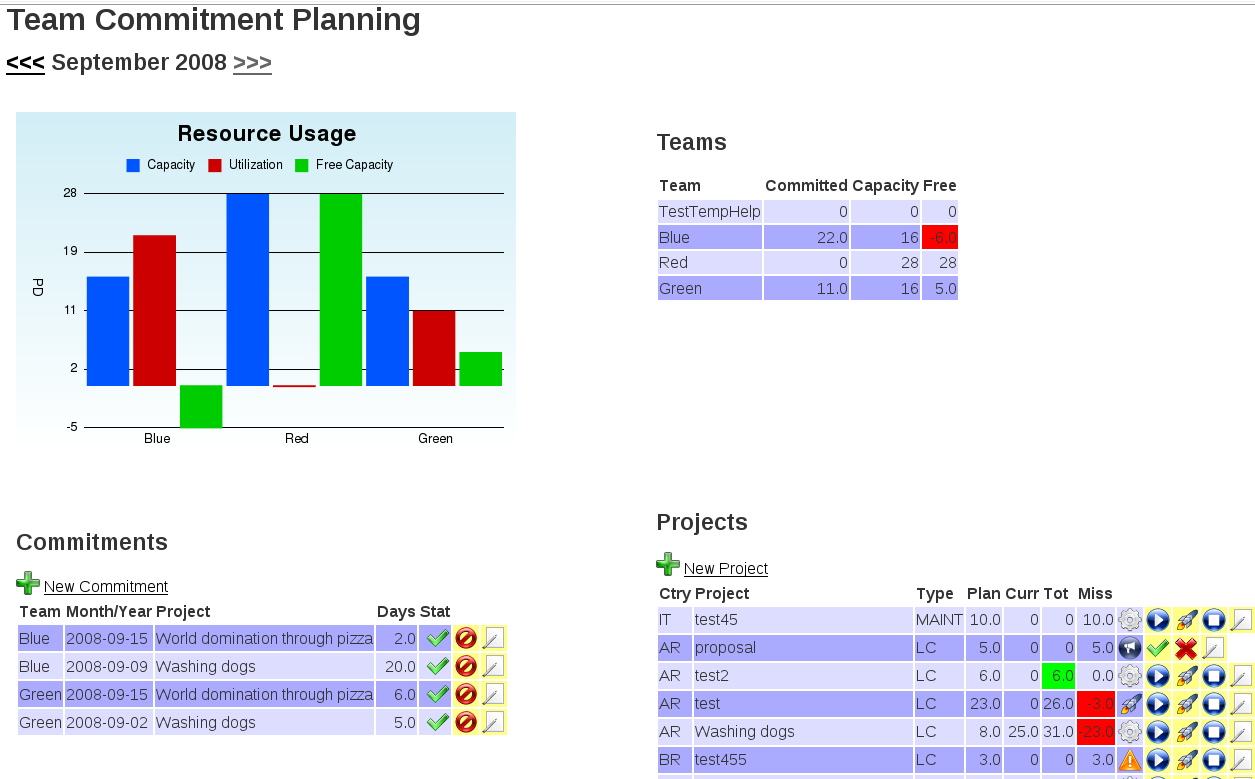 Team Commitment Planning
<<< September 2008 >>>
Resource Usage
Capacity Utilization Free Capacity
28
19
11
2
-5
PD
Blue Red Green
Teams
Team Committed Capacity Free
TestTempHelp 0 0 0
Blue 22.0 16 -6.0
Red 0 28 28
Green 11.0 16 5.0
Commitments
New Commitment
Team Month/Year Project Days Stat
Blue 2008-09-15 World domination through pizza 2.0
Blue 2008-09-09 Washing dogs 20.0
Green 2008-09-15 World domination through pizza 6.0
Green 2008-09-02 Washing dogs 5.0
Projects
New Project
Ctry Project Type Plan Curr Tot Miss
IT test45 MAINT 10.0 0 0 10.0
AR proposal LC 5.0 0 0 5.0
AR test2 LC 6.0 0 6.0 0.0
AR test LC 23.0 0 26.0 -3.0
AR Washing dogs LC 8.0 25.0 31.0 -23.0
BR test455 LC 3.0 0 0 3.0